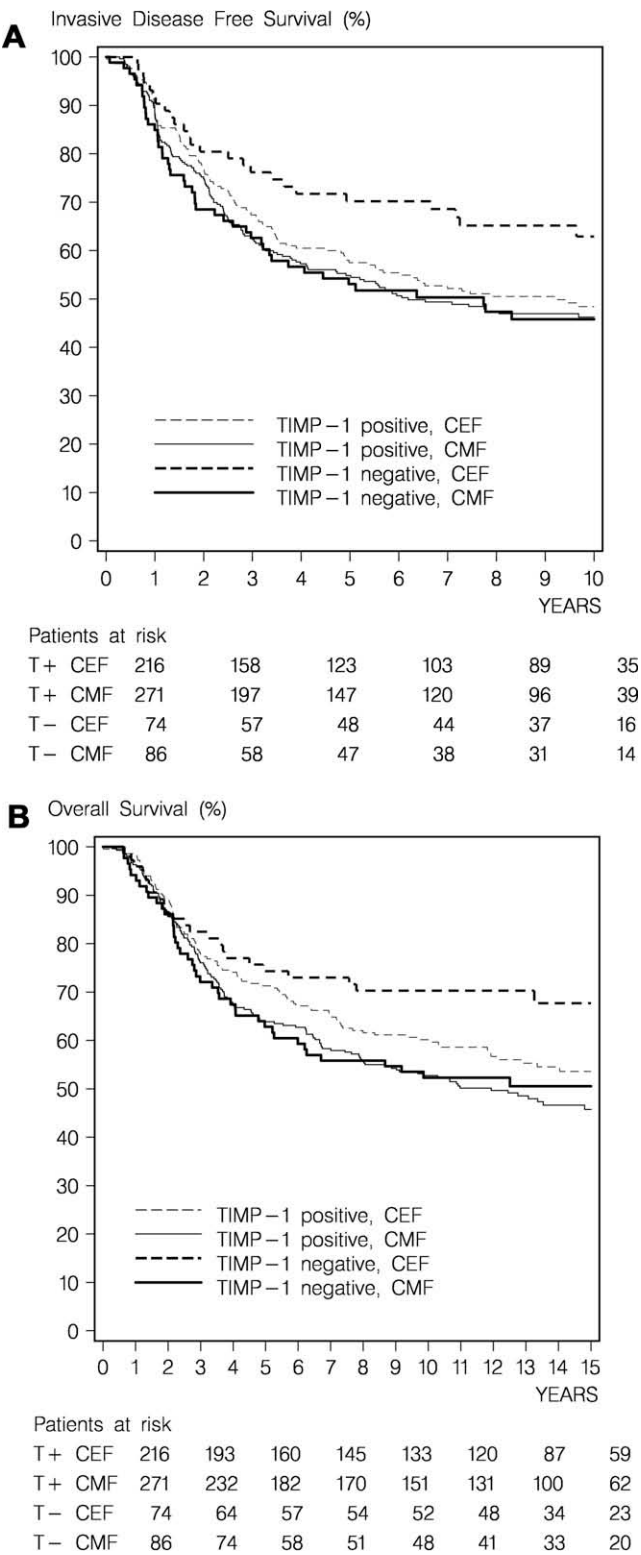 A Invasive Disease Free Survival (%)
100
90
80
70
60
50
40
30
20
10
0
TIMP−1 positive, CEF
TIMP−1 positive, CMF
TIMP−1 negative, CEF
TIMP−1 negative, CMF
0 1 2 3 4 5 6 7 8 9 10
YEARS
Patients at risk
T+ CEF 216 158 123 103 89 35
T+ CMF 271 197 147 120 96 39
T− CEF 74 57 48 44 37 16
T− CMF 86 58 47 38 31 14
B Overall Survival (%)
100
90
80
70
60
50
40
30
20
10
0
TIMP−1 positive, CEF
TIMP−1 positive, CMF
TIMP−1 negative, CEF
TIMP−1 negative, CMF
0 1 2 3 4 5 6 7 8 9 10 11 12 13 14 15
YEARS
Patients at risk
T+ CEF 216 193 160 145 133 120 87 59
T+ CMF 271 232 182 170 151 131 100 62
T− CEF 74 64 57 54 52 48 34 23
T− CMF 86 74 58 51 48 41 33 20